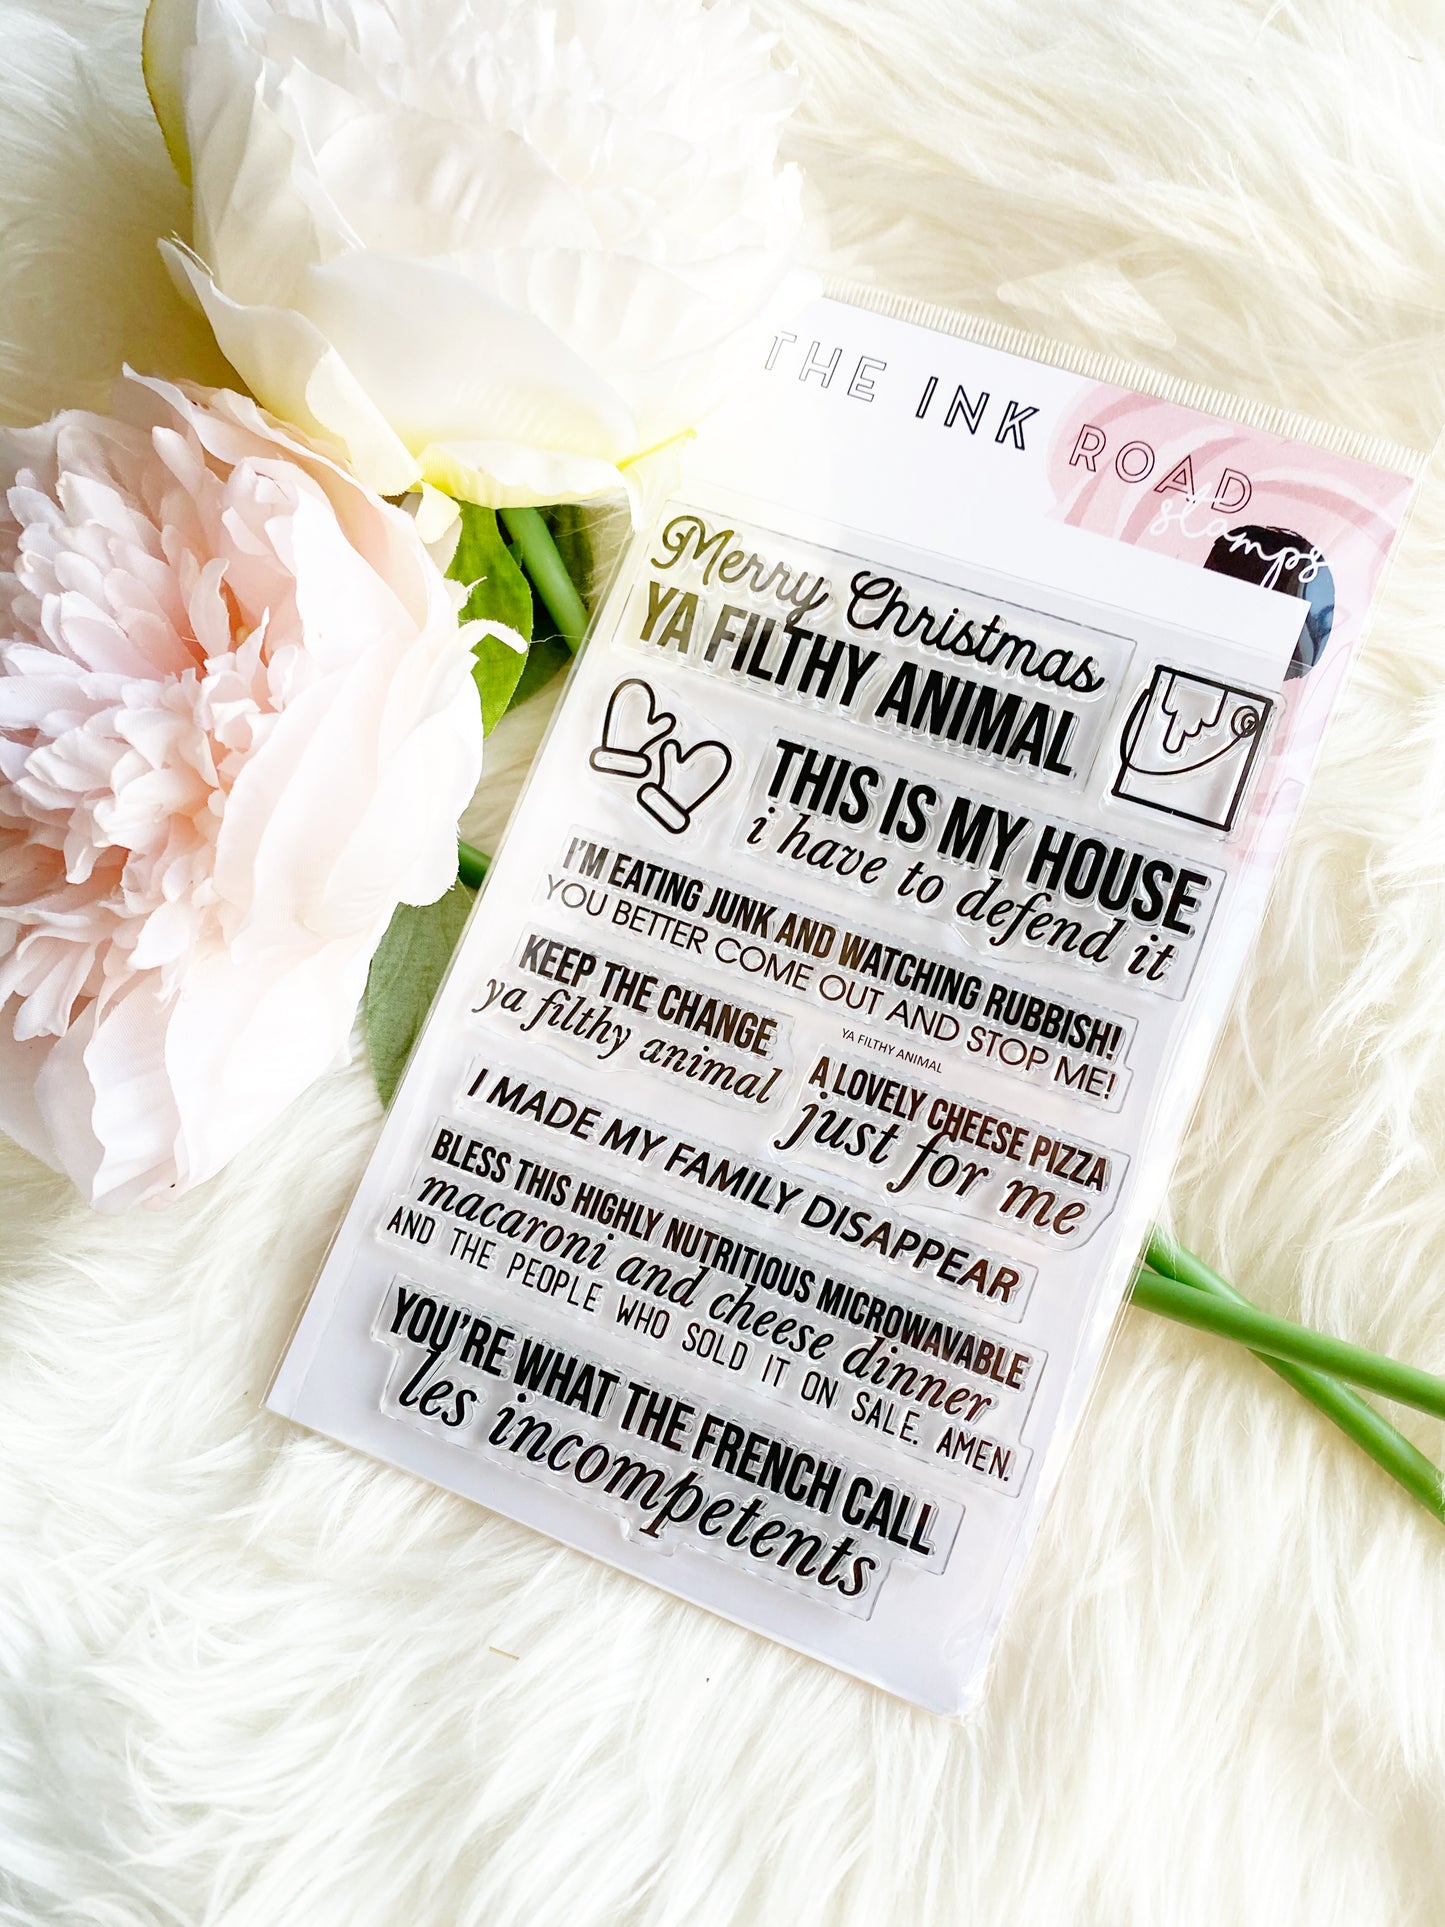 THE INK ROAD
stamps
Merry Christmas
YA FILTHY ANIMAL
THIS IS MY HOUSE
i have to defend it
I'M EATING JUNK AND WATCHING RUBBISH!
YOU BETTER COME OUT AND STOP ME!
KEEP THE CHANGE
ya filthy animal
YA FILTHY ANIMAL
A LOVELY CHEESE PIZZA
just for me
I MADE MY FAMILY DISAPPEAR
BLESS THIS HIGHLY NUTRITIOUS MICROWAVABLE
macaroni and cheese dinner
AND THE PEOPLE WHO SOLD IT ON SALE. AMEN.
YOU'RE WHAT THE FRENCH CALL
les incompetents